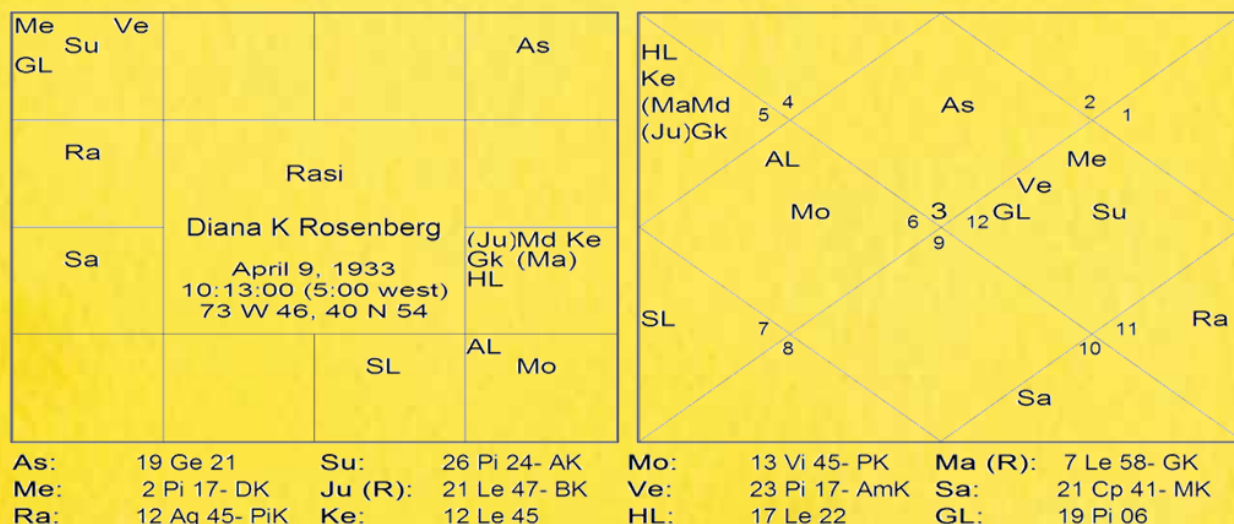 Me Ve
Su
GL
As
Ra
Rasi
Diana K Rosenberg
April 9, 1933
10:13:00 (5:00 west)
73 W 46, 40 N 54
Sa
(Ju)Md Ke
Gk (Ma)
HL
SL
AL
Mo
HL
Ke
(MaMd
(Ju)Gk
5 4
As
2 1
AL
Mo
Me
Ve
GL
Su
6 3 12
9
SL
7
8
11
10
Ra
Sa
As: 19 Ge 21 Su: 26 Pi 24- AK Mo: 13 Vi 45- PK Ma (R): 7 Le 58- GK
Me: 2 Pi 17- DK Ju (R): 21 Le 47- BK Ve: 23 Pi 17- AmK Sa: 21 Cp 41- MK
Ra: 12 Aq 45- PiK Ke: 12 Le 45 HL: 17 Le 22 GL: 19 Pi 06